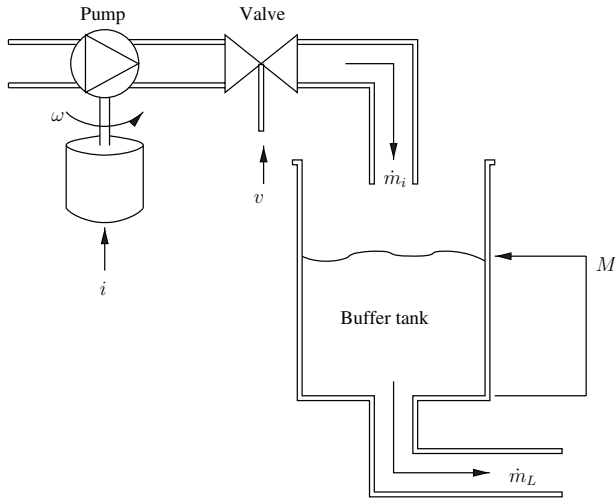 Pump
Valve
ω
ṁ_i
v
M
i
Buffer tank
ṁ_L